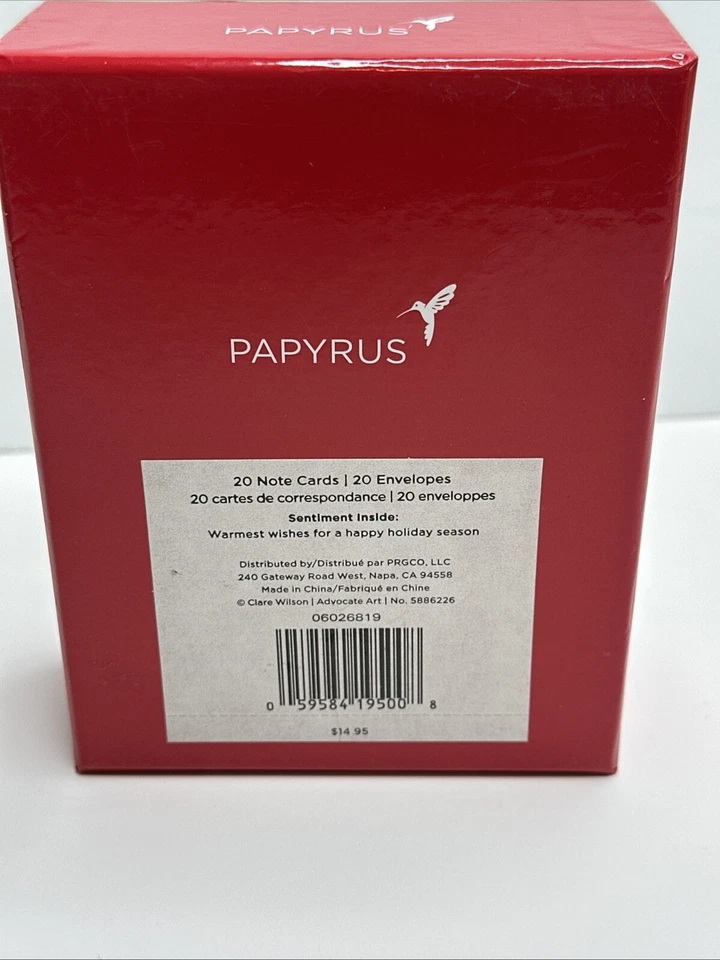 PAPYRUS
PAPYRUS
20 Note Cards | 20 Envelopes
20 cartes de correspondance | 20 enveloppes
Sentiment Inside:
Warmest wishes for a happy holiday season
Distributed by/Distribué par PRGCO, LLC
240 Gateway Road West, Napa, CA 94558
Made in China/Fabriqué en Chine
© Clare Wilson | Advocate Art | No. 5886226
06026819
0 59584 19500 8
$14.95